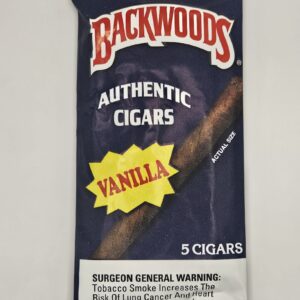 BACKWOODS
®
AUTHENTIC
CIGARS
VANILLA
ACTUAL SIZE
5 CIGARS
SURGEON GENERAL WARNING:
Tobacco Smoke Increases The
Risk Of Lung Cancer And Heart